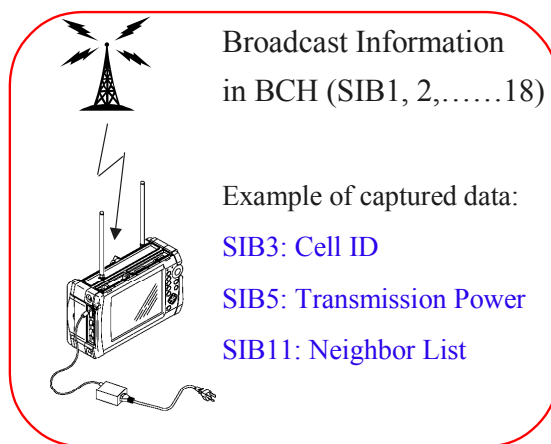 Broadcast Information
in BCH (SIB1, 2,……18)
Example of captured data:
SIB3: Cell ID
SIB5: Transmission Power
SIB11: Neighbor List